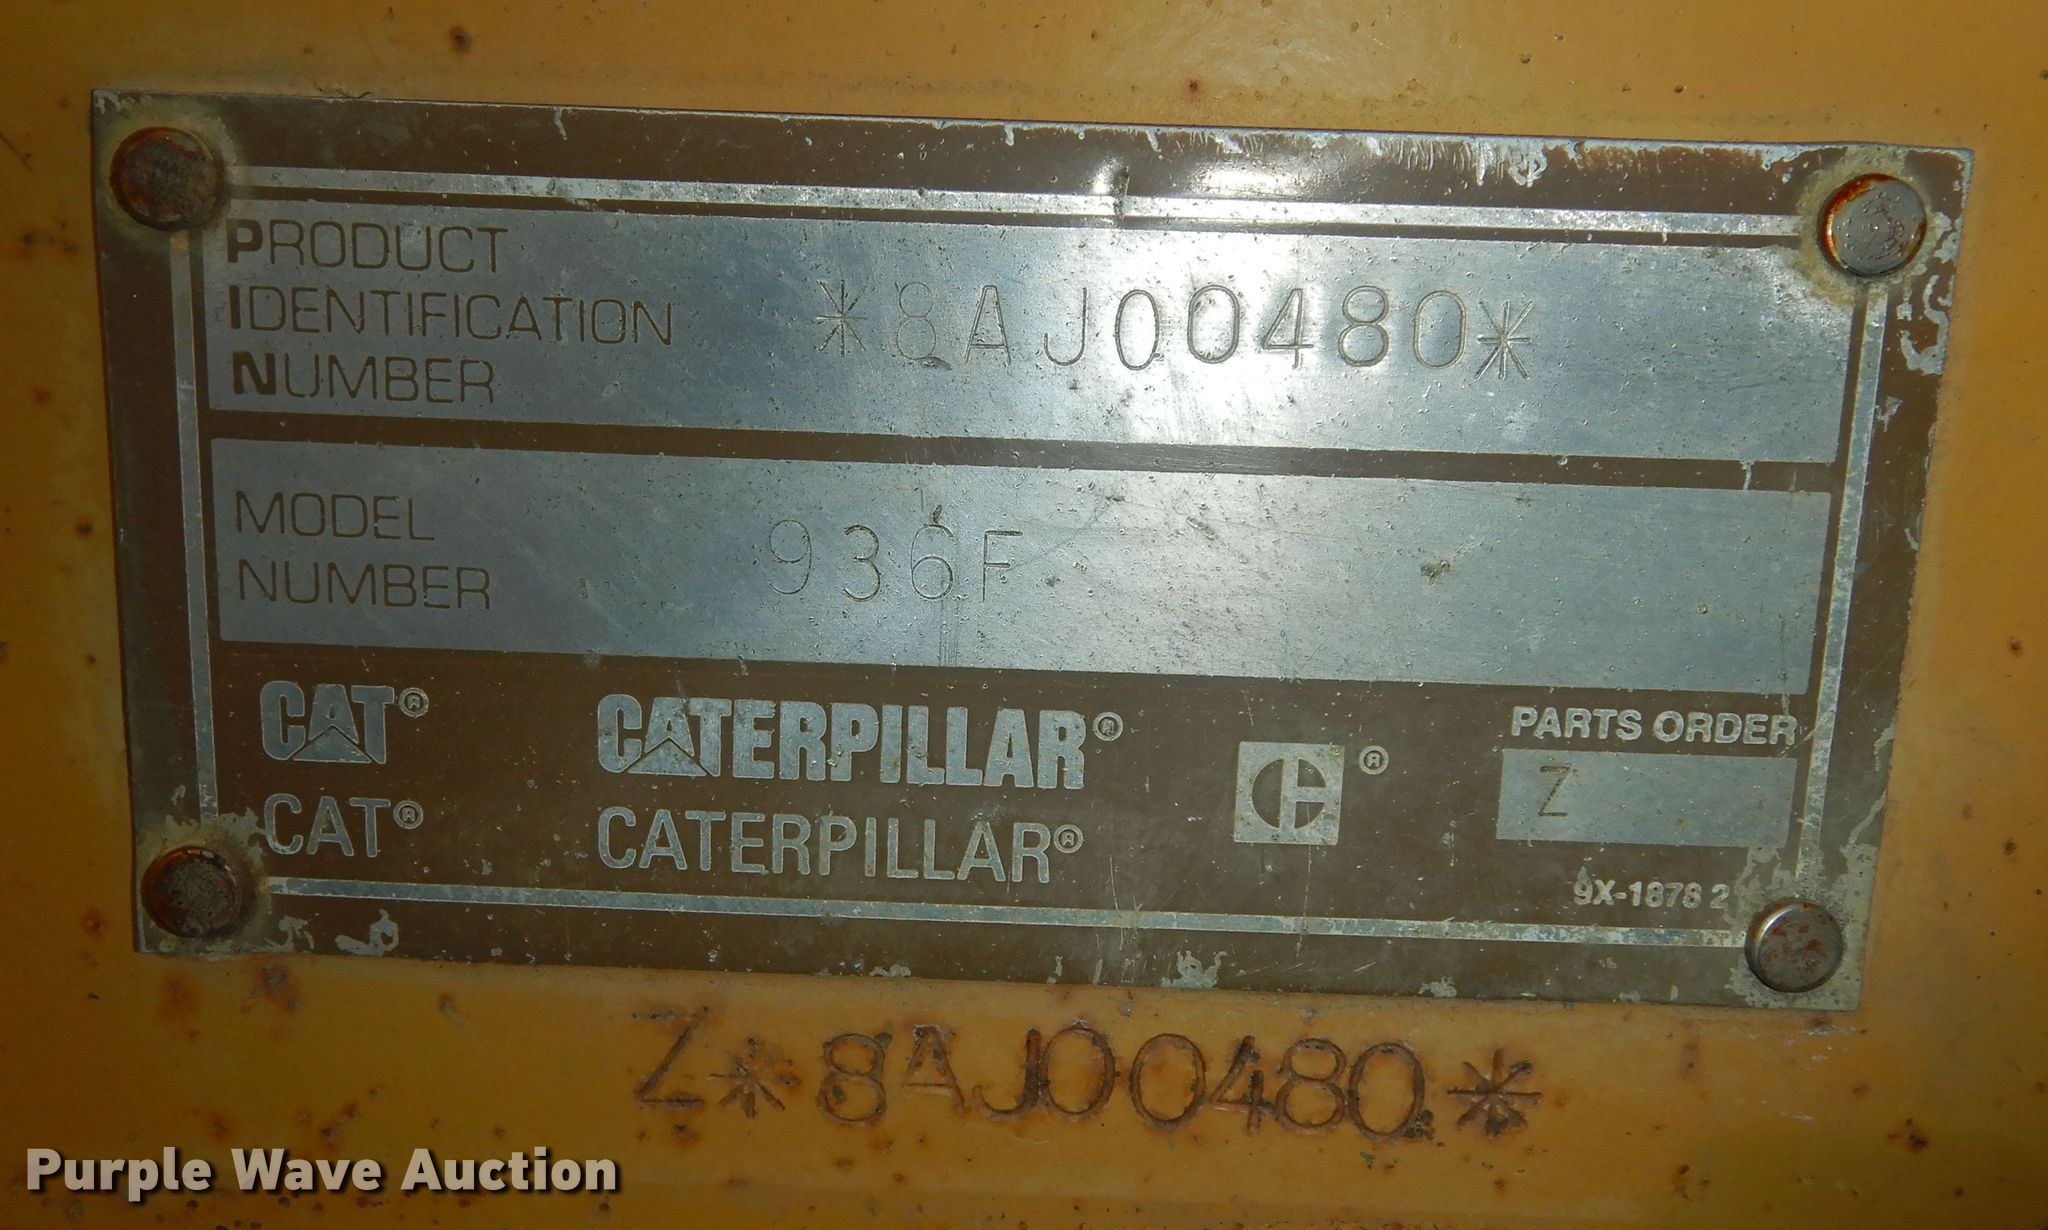 PRODUCT
IDENTIFICATION
NUMBER
*8AJ00480*
MODEL
NUMBER
936F
CAT® CATERPILLAR® ®
CAT® CATERPILLAR®
PARTS ORDER
Z
9X-1878 2
Z*8AJ00480*
Purple Wave Auction